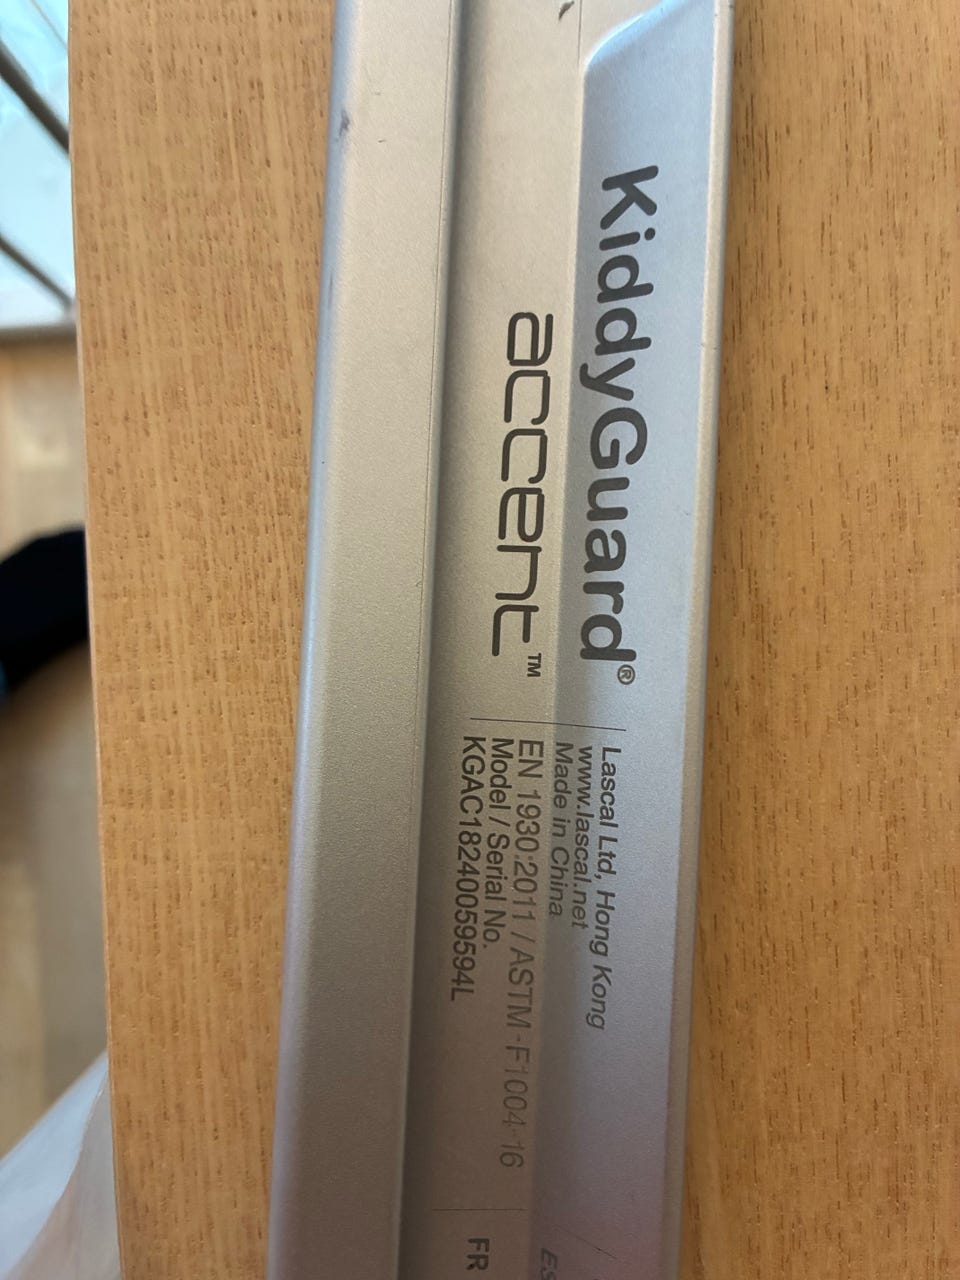 KiddyGuard®
accent™
Lascal Ltd, Hong Kong
www.lascal.net
Made in China
EN 1930:2011 / ASTM-F1004-16
Model / Serial No.
KGAC18240059594L
ES
FR